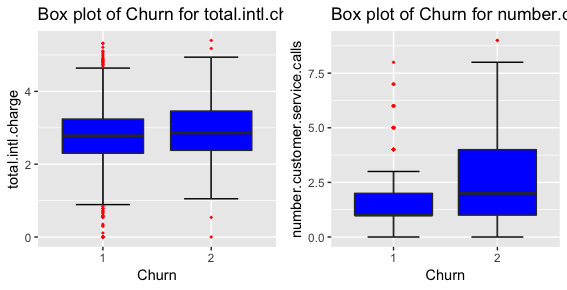 Box plot of Churn for total.intl.ch
total.intl.charge
4
2
0
1
2
Churn
Box plot of Churn for number.c
number.customer.service.calls
7.5
5.0
2.5
0.0
1
2
Churn